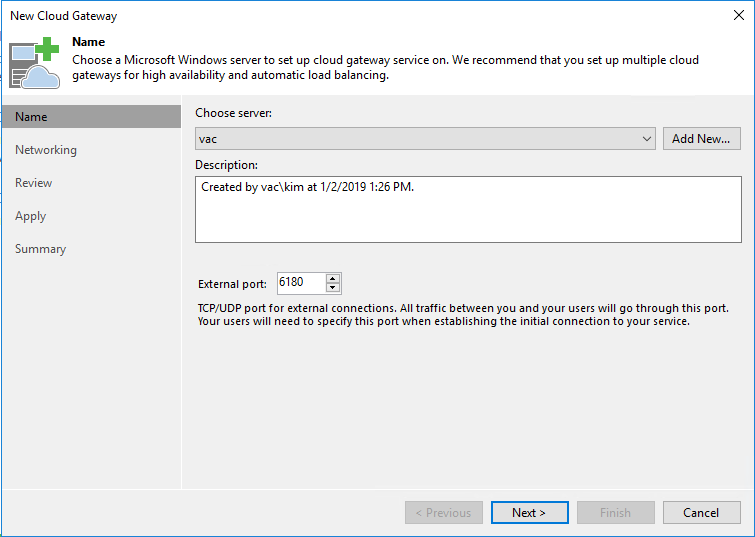 New Cloud Gateway
Name
Choose a Microsoft Windows server to set up cloud gateway service on. We recommend that you set up multiple cloud
gateways for high availability and automatic load balancing.
Name
Networking
Review
Apply
Summary
Choose server:
vac
Add New...
Description:
Created by vac\kim at 1/2/2019 1:26 PM.
External port:
6180
TCP/UDP port for external connections. All traffic between you and your users will go through this port.
Your users will need to specify this port when establishing the initial connection to your service.
< Previous
Next >
Finish
Cancel